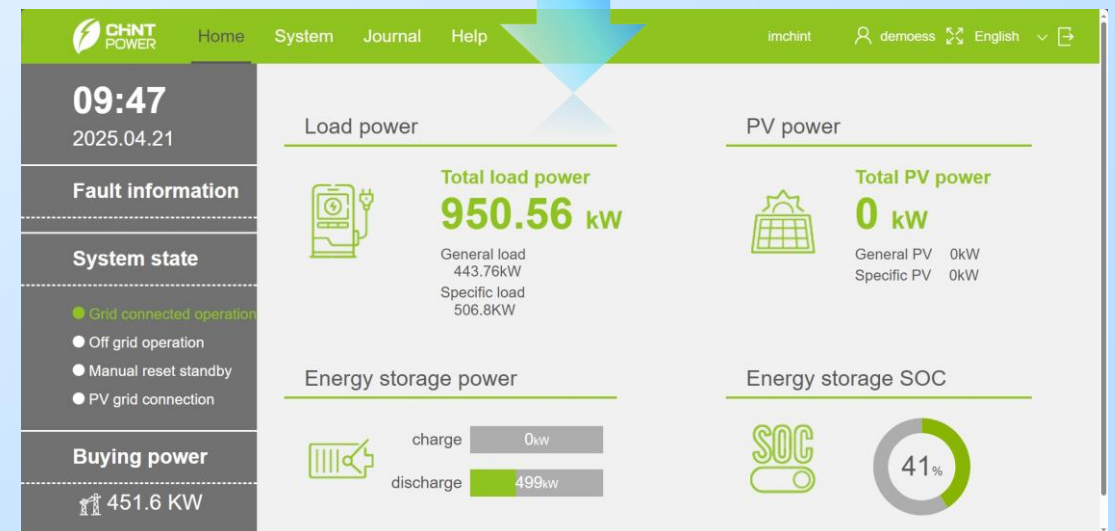 CHiNT
POWER
Home
System
Journal
Help
imchint
demoess
English
09:47
2025.04.21
Fault information
System state
Grid connected operation
Off grid operation
Manual reset standby
PV grid connection
Buying power
451.6 KW
Load power
Total load power
950.56 kW
General load
443.76kW
Specific load
506.8KW
PV power
Total PV power
0 kW
General PV 0kW
Specific PV 0kW
Energy storage power
charge 0kw
discharge 499kw
Energy storage SOC
SOC
41%